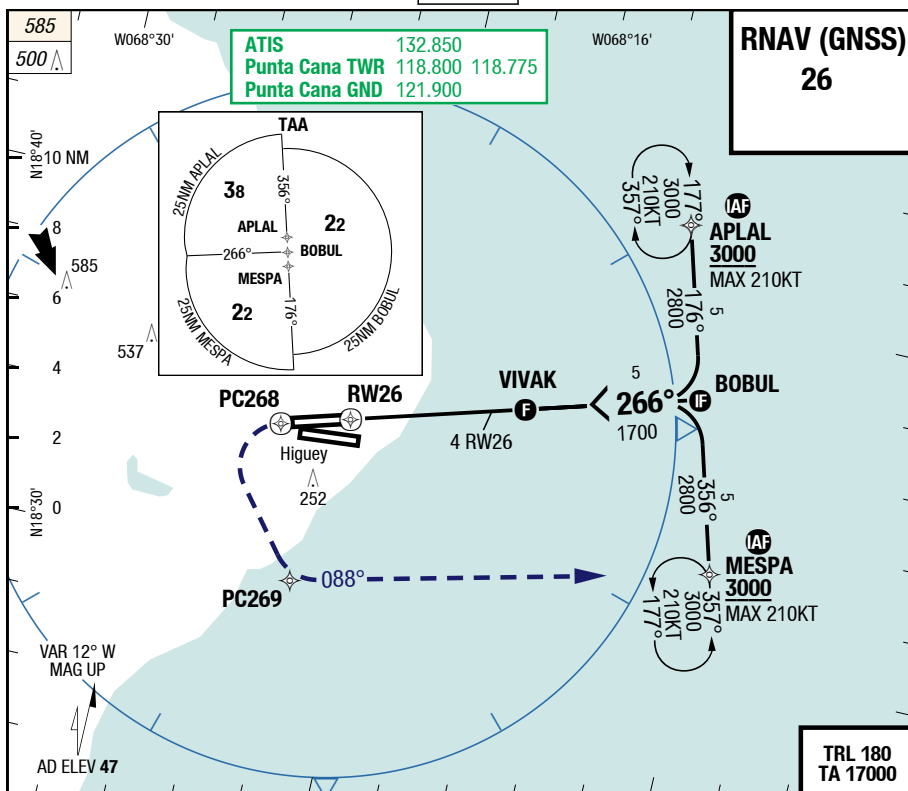 585
500
W068°30'
ATIS 132.850
Punta Cana TWR 118.800 118.775
Punta Cana GND 121.900
W068°16'
RNAV (GNSS)
26
N18°40'
10 NM
8
6
4
2
0
N18°30'
585
537
TAA
25NM APLAL
38
356°
22
APLAL
266°
BOBUL
MESPA
176°
22
25NM MESPA
25NM BOBUL
177°
3000
210KT
357°
IAF
APLAL
3000
MAX 210KT
5
176°
2800
PC268
RW26
VIVAK
F
4 RW26
5
266°
1700
IF
BOBUL
Higuey
252
5
356°
2800
IAF
MESPA
3000
MAX 210KT
357°
3000
210KT
177°
PC269
088°
VAR 12° W
MAG UP
AD ELEV 47
TRL 180
TA 17000